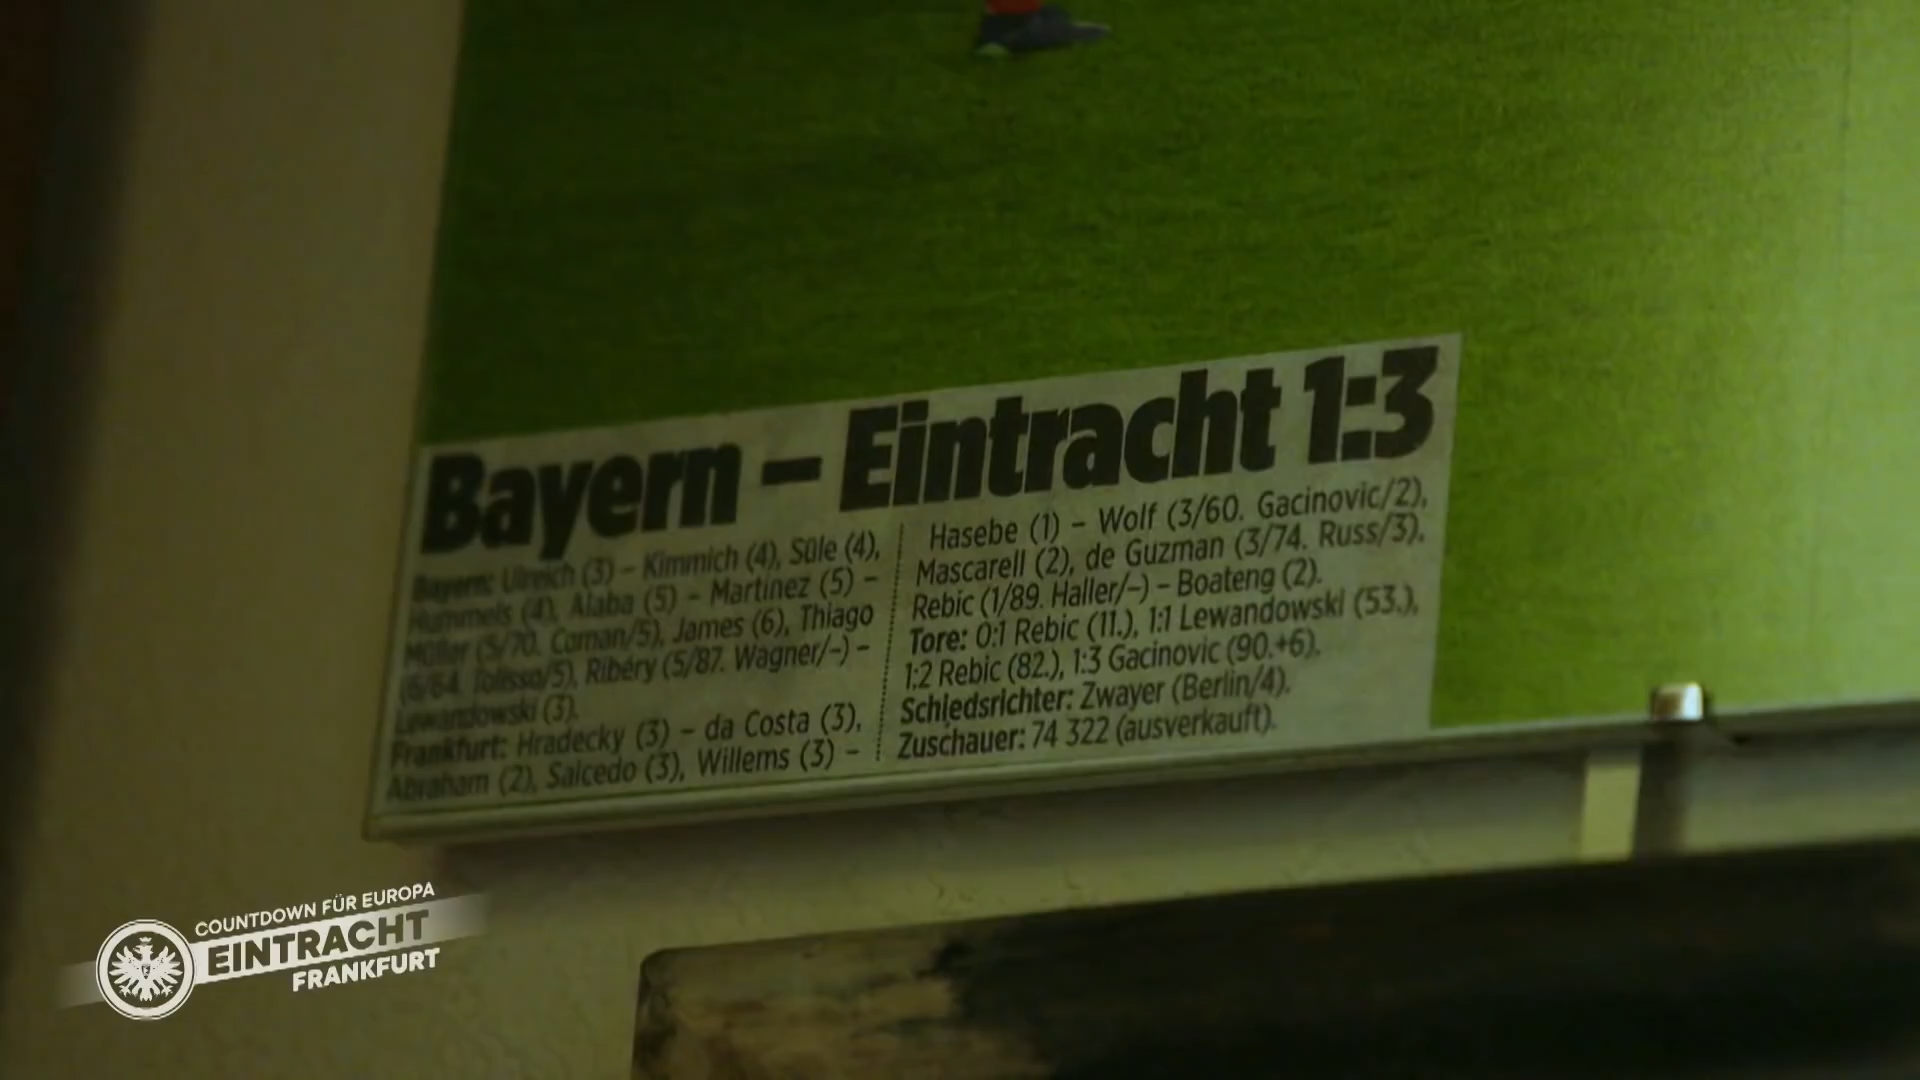 Bayern – Eintracht 1:3
Bayern: Ulreich (3) – Kimmich (4), Süle (4),
Hummels (4), Alaba (5) – Martínez (5) –
Müller (5/70. Coman/5), James (6), Thiago
(6/64. Tolisso/5), Ribéry (5/87. Wagner/–) –
Lewandowski (3).
Frankfurt: Hradecky (3) – da Costa (3),
Abraham (2), Salcedo (3), Willems (3) –
Hasebe (1) – Wolf (3/60. Gacinovic/2),
Mascarell (2), de Guzman (3/74. Russ/3),
Rebic (1/89. Haller/–) – Boateng (2).
Tore: 0:1 Rebic (11.), 1:1 Lewandowski (53.),
1:2 Rebic (82.), 1:3 Gacinovic (90.+6).
Schiedsrichter: Zwayer (Berlin/4).
Zuschauer: 74 322 (ausverkauft).
COUNTDOWN FÜR EUROPA
EINTRACHT
FRANKFURT